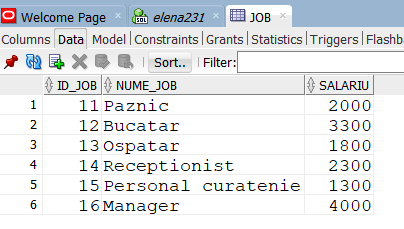 Welcome Page elena231 JOB
Columns Data Model Constraints Grants Statistics Triggers Flashba
Sort.. Filter:
ID_JOB NUME_JOB SALARIU
1 11 Paznic 2000
2 12 Bucatar 3300
3 13 Ospatar 1800
4 14 Receptionist 2300
5 15 Personal curatenie 1300
6 16 Manager 4000